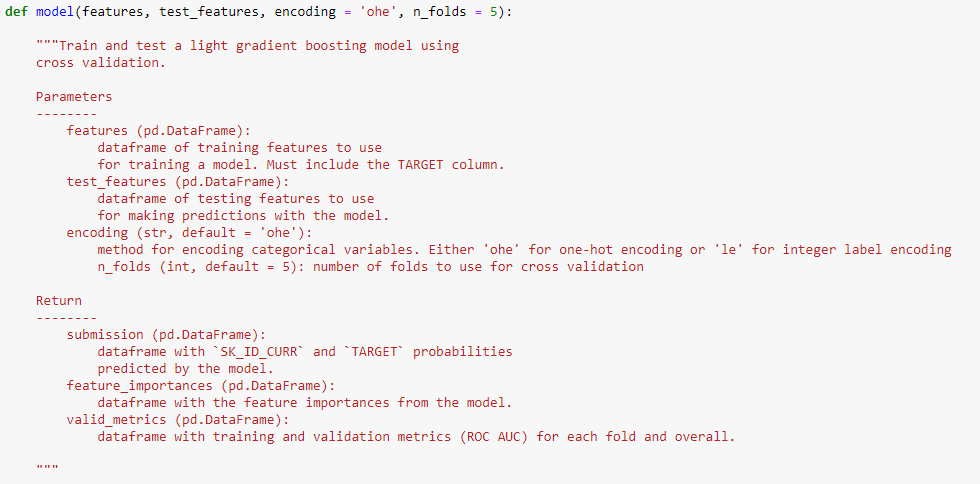 def model(features, test_features, encoding = 'ohe', n_folds = 5):
"""Train and test a light gradient boosting model using
cross validation.
Parameters
--------
features (pd.DataFrame):
dataframe of training features to use
for training a model. Must include the TARGET column.
test_features (pd.DataFrame):
dataframe of testing features to use
for making predictions with the model.
encoding (str, default = 'ohe'):
method for encoding categorical variables. Either 'ohe' for one-hot encoding or 'le' for integer label encoding
n_folds (int, default = 5): number of folds to use for cross validation
Return
--------
submission (pd.DataFrame):
dataframe with `SK_ID_CURR` and `TARGET` probabilities
predicted by the model.
feature_importances (pd.DataFrame):
dataframe with the feature importances from the model.
valid_metrics (pd.DataFrame):
dataframe with training and validation metrics (ROC AUC) for each fold and overall.
"""